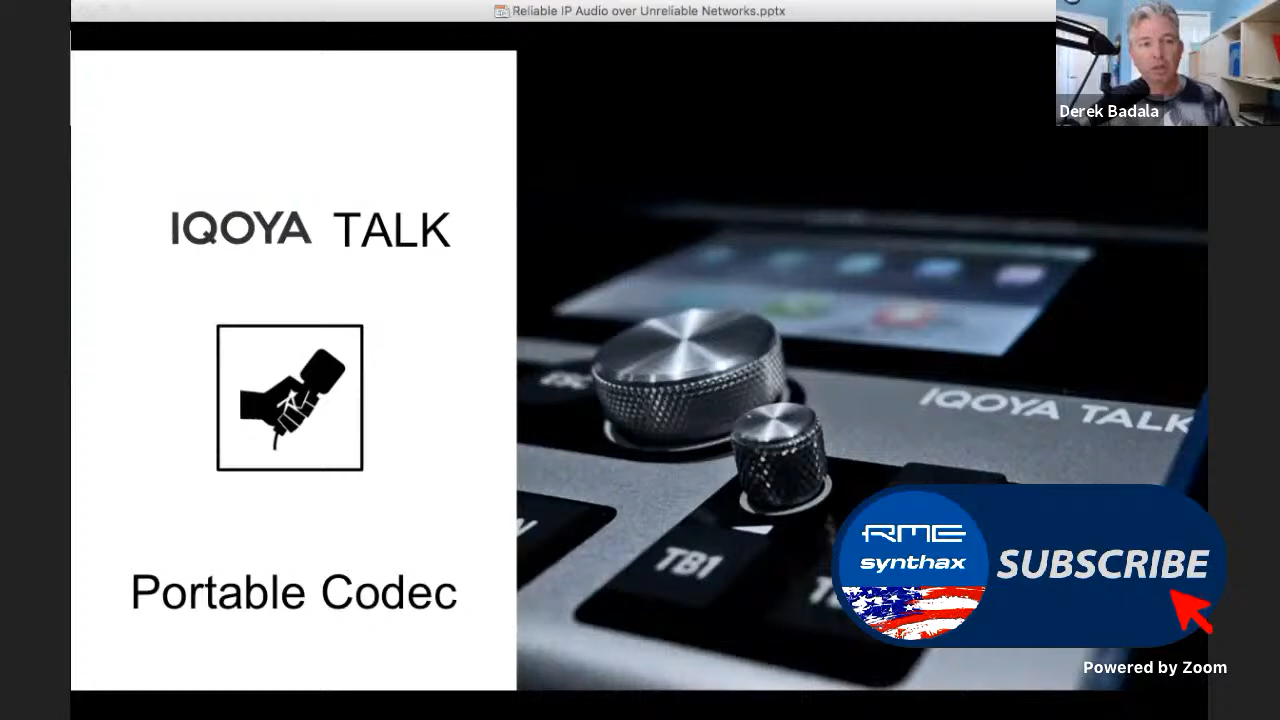 Reliable IP Audio over Unreliable Networks.pptx
Derek Badala
IQOYA TALK
Portable Codec
ESC
IQOYA TALK
TB1
RME
synthax
SUBSCRIBE
Powered by Zoom